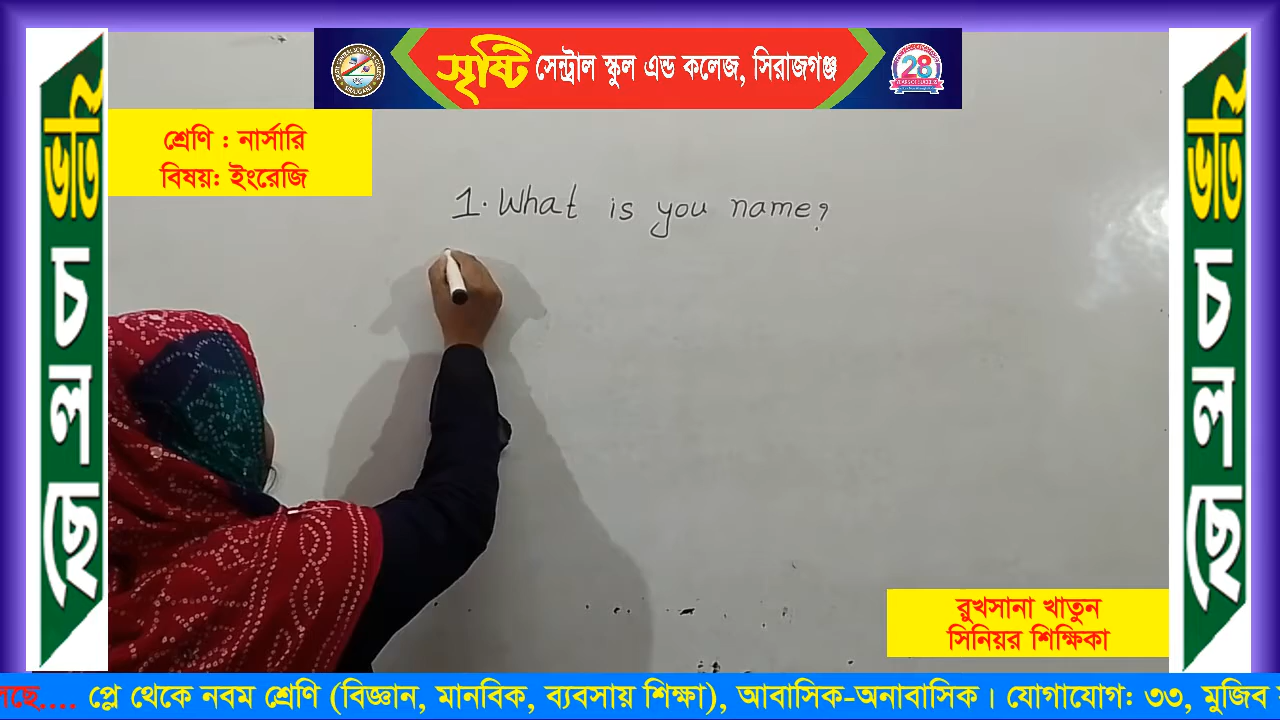 সৃষ্টি সেন্ট্রাল স্কুল এন্ড কলেজ, সিরাজগঞ্জ
28
শ্রেণি : নার্সারি
বিষয়: ইংরেজি
1. What is you name?
ভর্তি চলছে
ভর্তি চলছে
রুখসানা খাতুন
সিনিয়র শিক্ষিকা
.... প্লে থেকে নবম শ্রেণি (বিজ্ঞান, মানবিক, ব্যবসায় শিক্ষা), আবাসিক-অনাবাসিক। যোগাযোগ: ৩৩, মুজিব